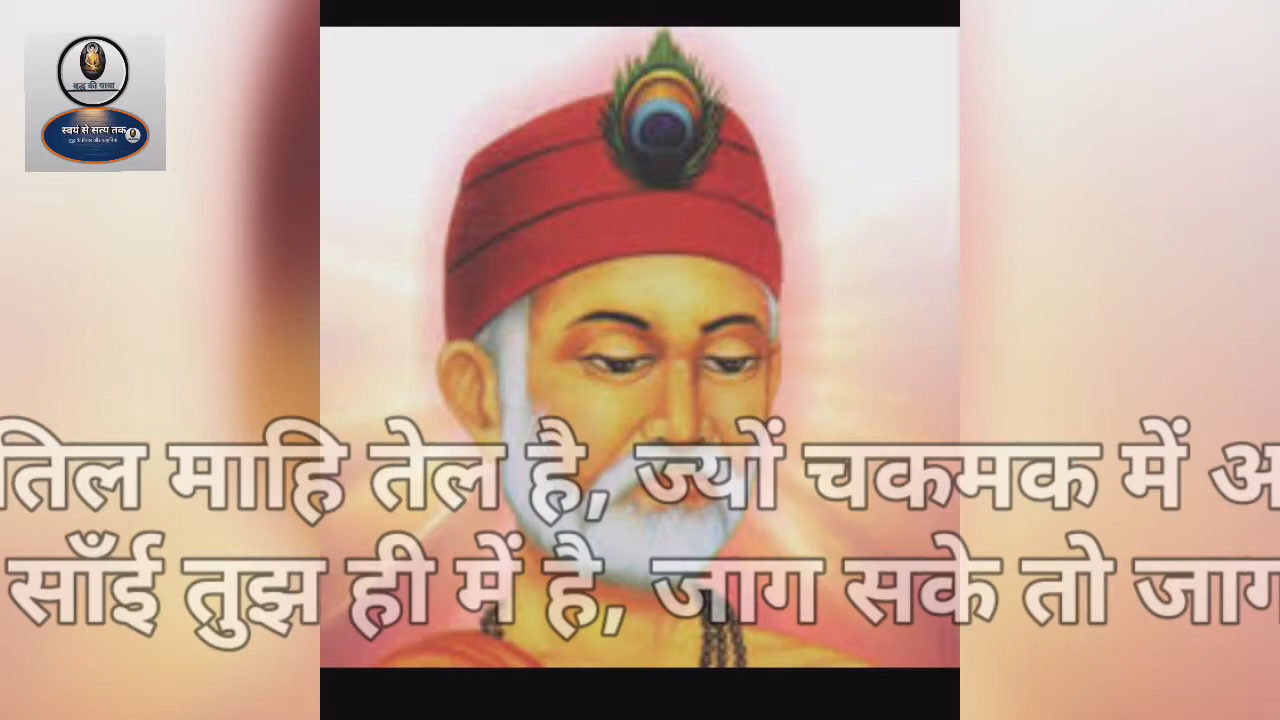 बुद्ध की यात्रा
स्वयं से सत्य तक
तिल माहि तेल है, ज्यों चकमक में अ
साँई तुझ ही में है, जाग सके तो जाग